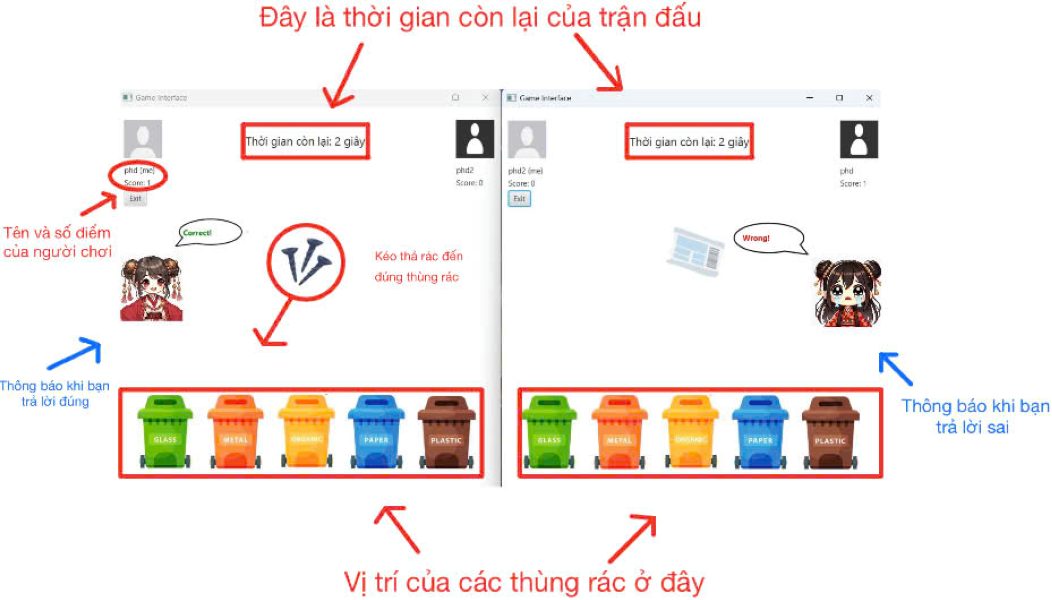 Đây là thời gian còn lại của trận đấu
Game Interface
Thời gian còn lại: 2 giây
phd (me)
Score: 1
Exit
phd2
Score: 0
Tên và số điểm
của người chơi
Correct!
Kéo thả rác đến
đúng thùng rác
Thông báo khi bạn
trả lời đúng
GLASS
METAL
ORGANIC
PAPER
PLASTIC
Game Interface
Thời gian còn lại: 2 giây
phd2 (me)
Score: 0
Exit
phd
Score: 1
Wrong!
Thông báo khi bạn
trả lời sai
GLASS
METAL
ORGANIC
PAPER
PLASTIC
Vị trí của các thùng rác ở đây